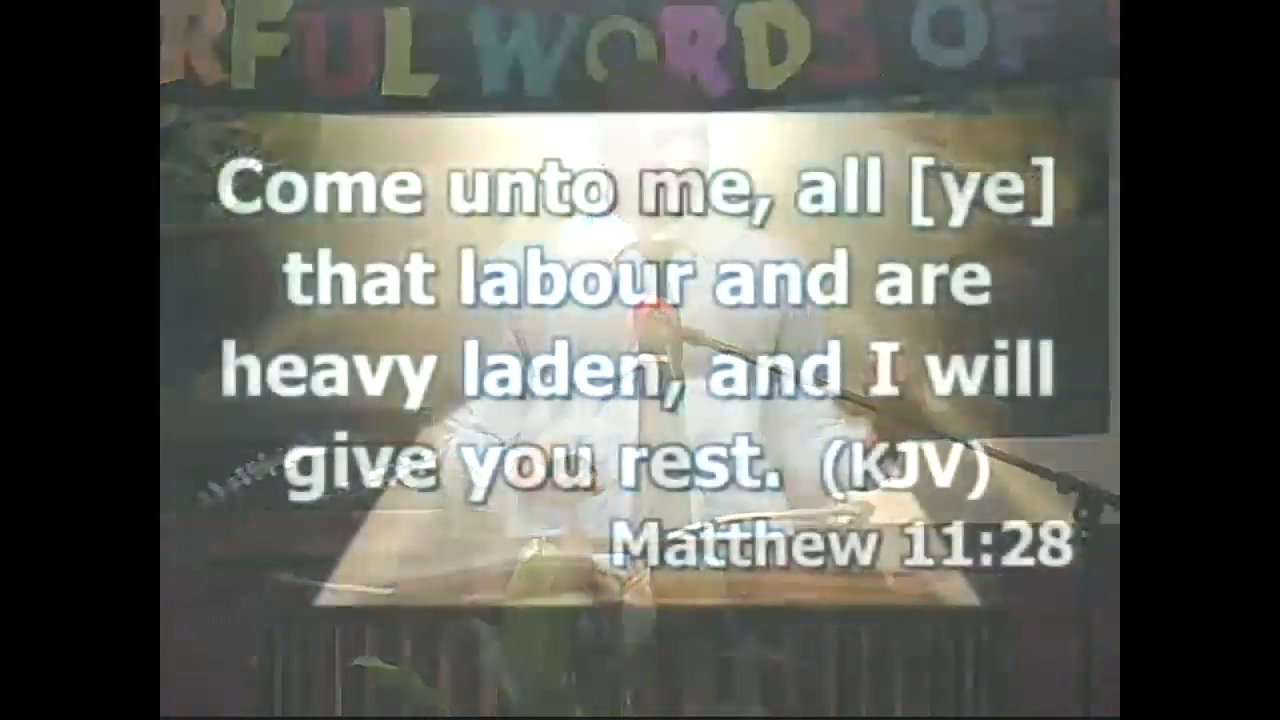 RFUL WORDS OF
Come unto me, all [ye]
that labour and are
heavy laden, and I will
give you rest. (KJV)
Matthew 11:28